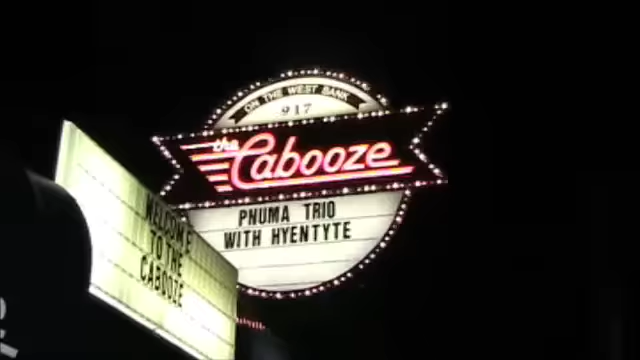 ON THE WEST BANK
917
the Cabooze
PNUMA TRIO
WITH HYENTYTE
WELCOME
TO THE
CABOOZE